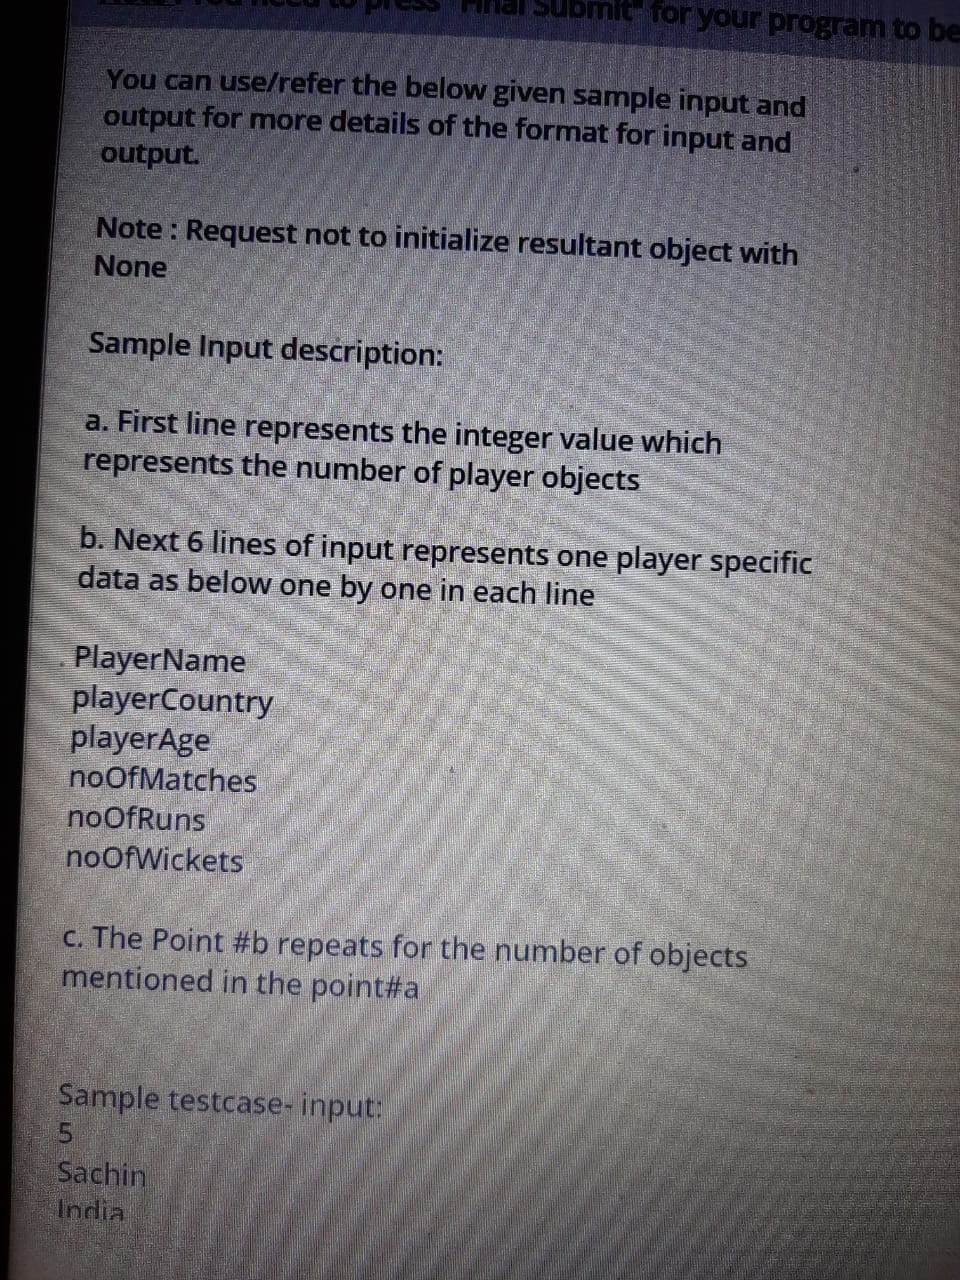 to press "Final Submit" for your program to be
You can use/refer the below given sample input and
output for more details of the format for input and
output.
Note : Request not to initialize resultant object with
None
Sample Input description:
a. First line represents the integer value which
represents the number of player objects
b. Next 6 lines of input represents one player specific
data as below one by one in each line
PlayerName
playerCountry
playerAge
noOfMatches
noOfRuns
noOfWickets
c. The Point #b repeats for the number of objects
mentioned in the point#a
Sample testcase- input:
5
Sachin
India